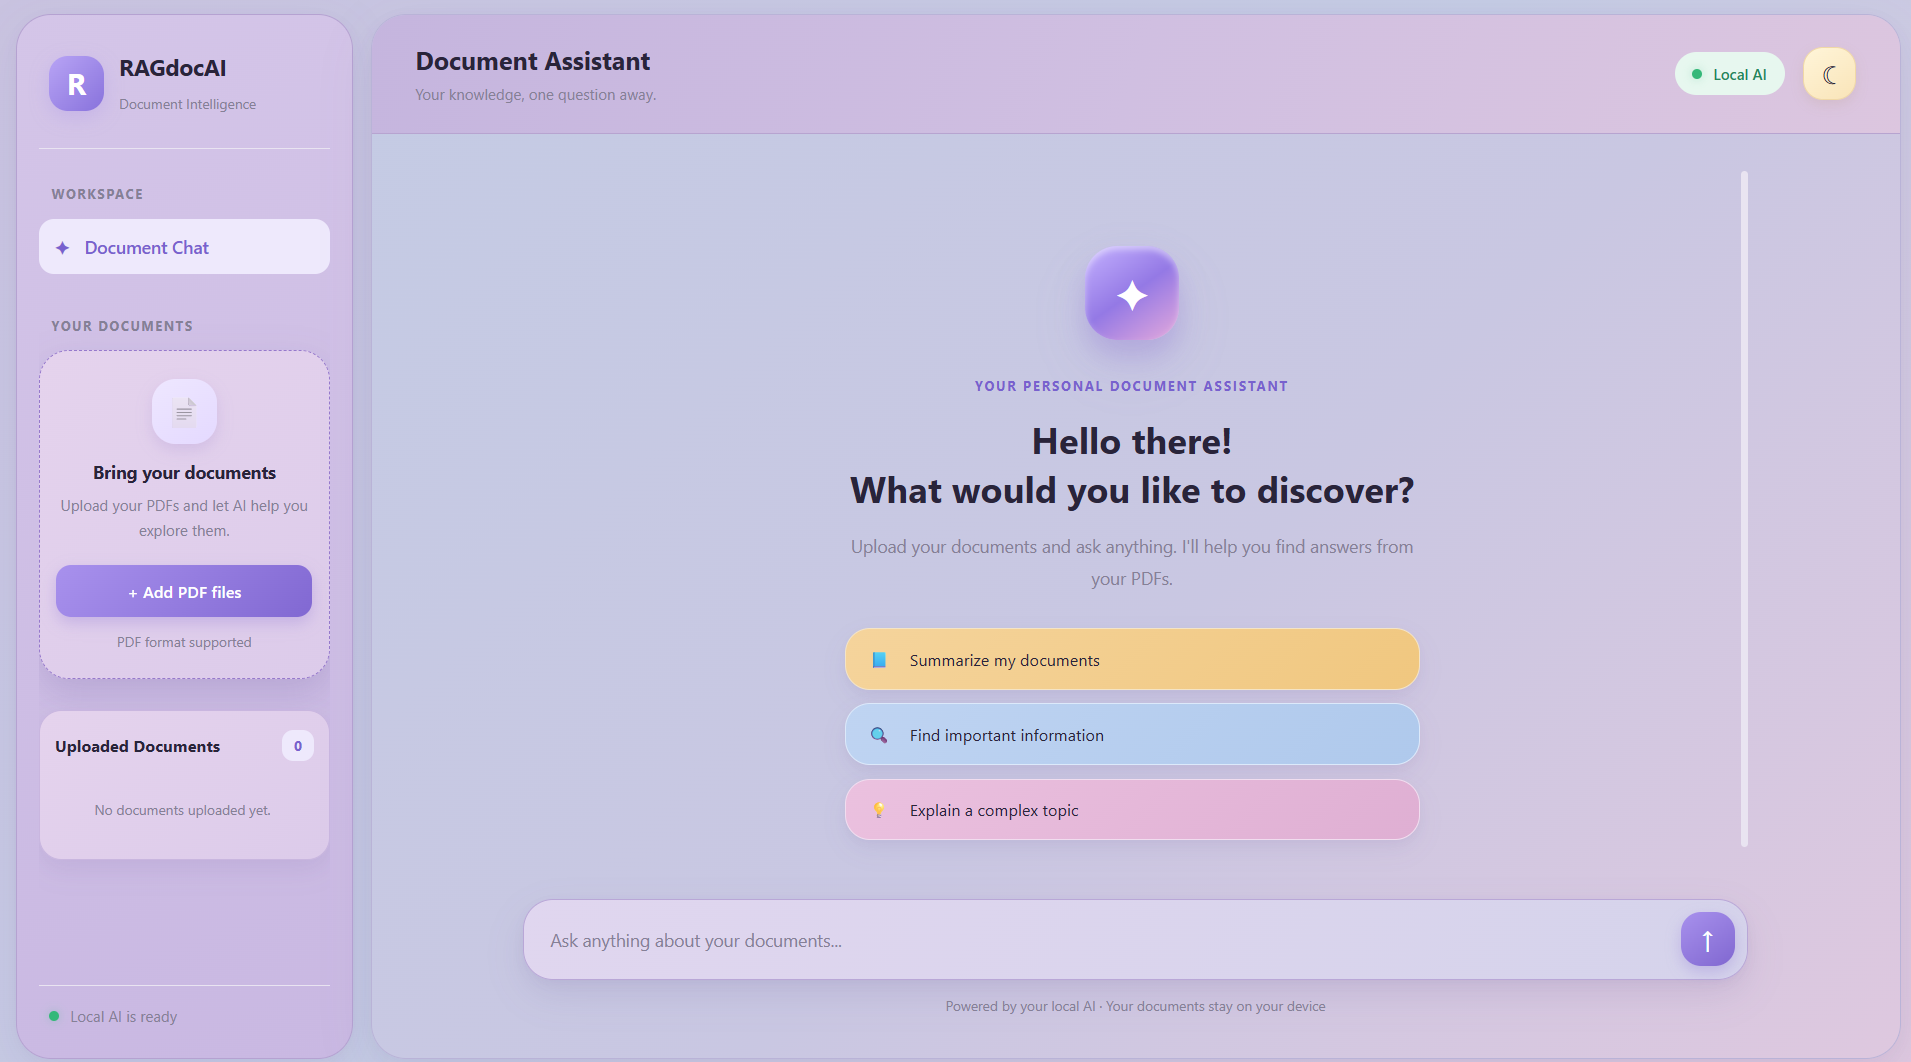 R
RAGdocAI
Document Intelligence
WORKSPACE
Document Chat
YOUR DOCUMENTS
Bring your documents
Upload your PDFs and let AI help you
explore them.
+ Add PDF files
PDF format supported
Uploaded Documents 0
No documents uploaded yet.
Local AI is ready
Document Assistant
Your knowledge, one question away.
Local AI
YOUR PERSONAL DOCUMENT ASSISTANT
Hello there!
What would you like to discover?
Upload your documents and ask anything. I'll help you find answers from
your PDFs.
Summarize my documents
Find important information
Explain a complex topic
Ask anything about your documents...
Powered by your local AI · Your documents stay on your device